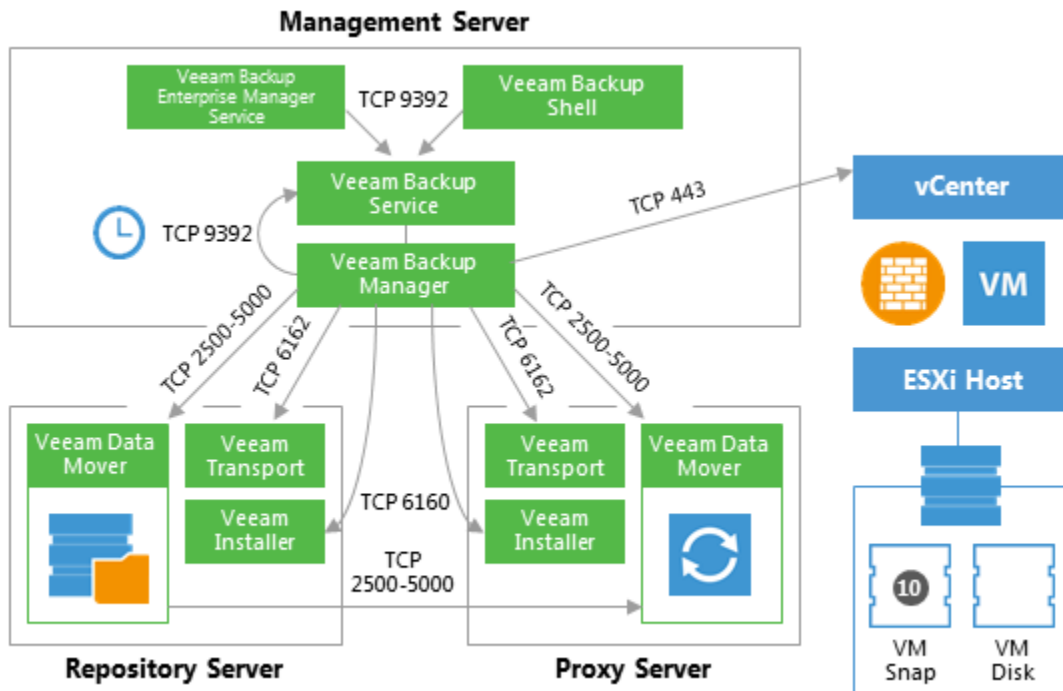 Management Server
Veeam Backup
Enterprise Manager
Service
TCP 9392
Veeam Backup
Shell
Veeam Backup
Service
TCP 9392
Veeam Backup
Manager
TCP 443
vCenter
VM
ESXi Host
TCP 2500-5000
TCP 6162
TCP 6162
TCP 2500-5000
Veeam Data
Mover
Veeam
Transport
Veeam
Installer
TCP 6160
TCP
2500-5000
Veeam
Transport
Veeam
Installer
Veeam Data
Mover
Repository Server
Proxy Server
10
VM
Snap
VM
Disk